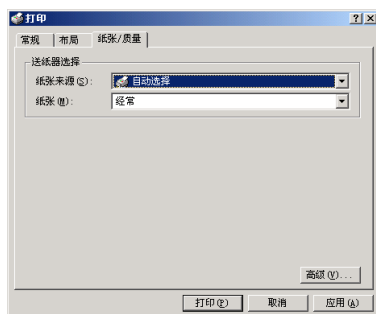 打印
常规 布局 纸张/质量
送纸器选择
纸张来源(S): 自动选择
纸张(M): 经常
高级(V)...
打印(P) 取消 应用(A)